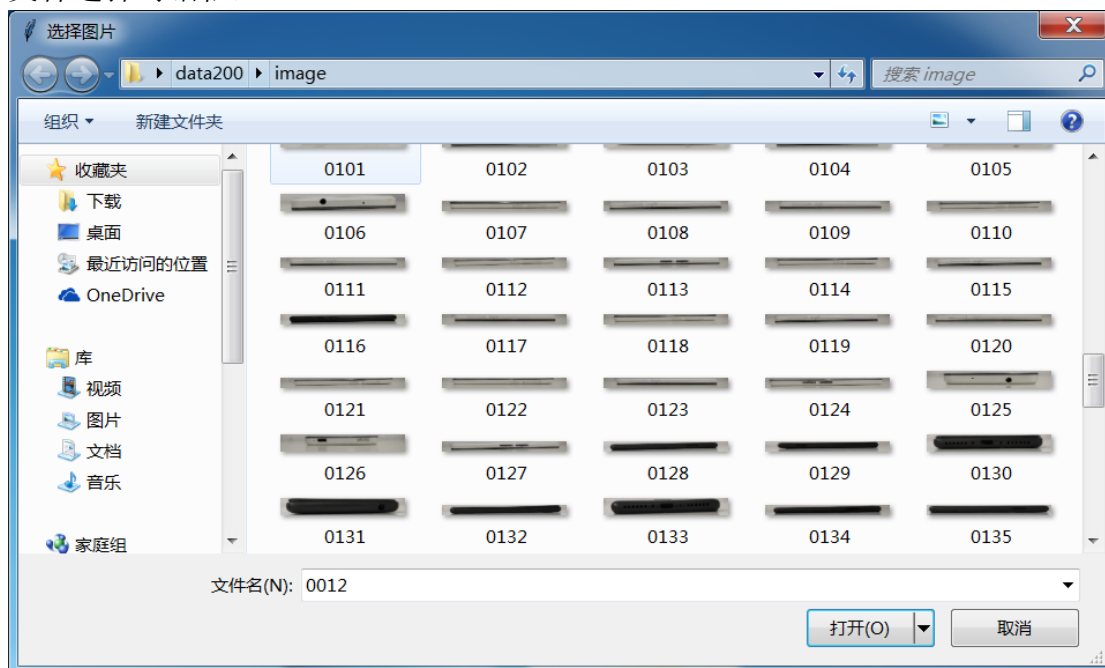 选择图片
data200 image
搜索 image
组织 新建文件夹
收藏夹
下载
桌面
最近访问的位置
OneDrive
库
视频
图片
文档
音乐
家庭组
0101 0102 0103 0104 0105
0106 0107 0108 0109 0110
0111 0112 0113 0114 0115
0116 0117 0118 0119 0120
0121 0122 0123 0124 0125
0126 0127 0128 0129 0130
0131 0132 0133 0134 0135
文件名(N): 0012
打开(O) 取消